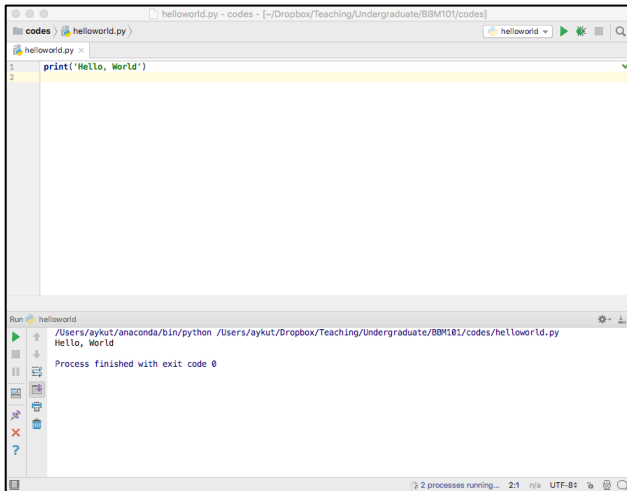 helloworld.py - codes - [~/Dropbox/Teaching/Undergraduate/BBM101/codes]
codes helloworld.py helloworld
helloworld.py ×
1 print('Hello, World')
2
Run helloworld
/Users/aykut/anaconda/bin/python /Users/aykut/Dropbox/Teaching/Undergraduate/BBM101/codes/helloworld.py
Hello, World
Process finished with exit code 0
?
2 processes running... 2:1 n/a UTF-8